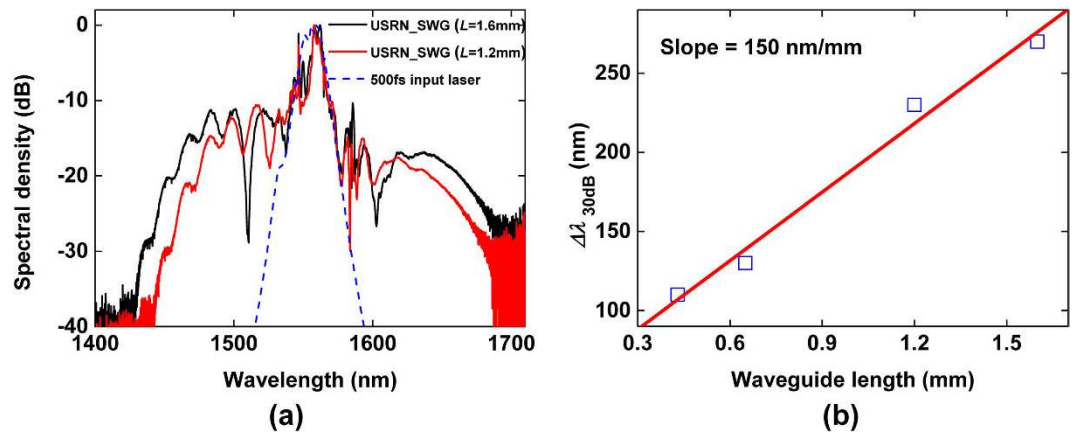 USRN_SWG (L=1.6mm)
USRN_SWG (L=1.2mm)
500fs input laser
0
-10
-20
-30
-40
1400 1500 1600 1700
Spectral density (dB)
Wavelength (nm)
(a)
Slope = 150 nm/mm
250
200
150
100
0.3 0.6 0.9 1.2 1.5
Δλ 30dB (nm)
Waveguide length (mm)
(b)